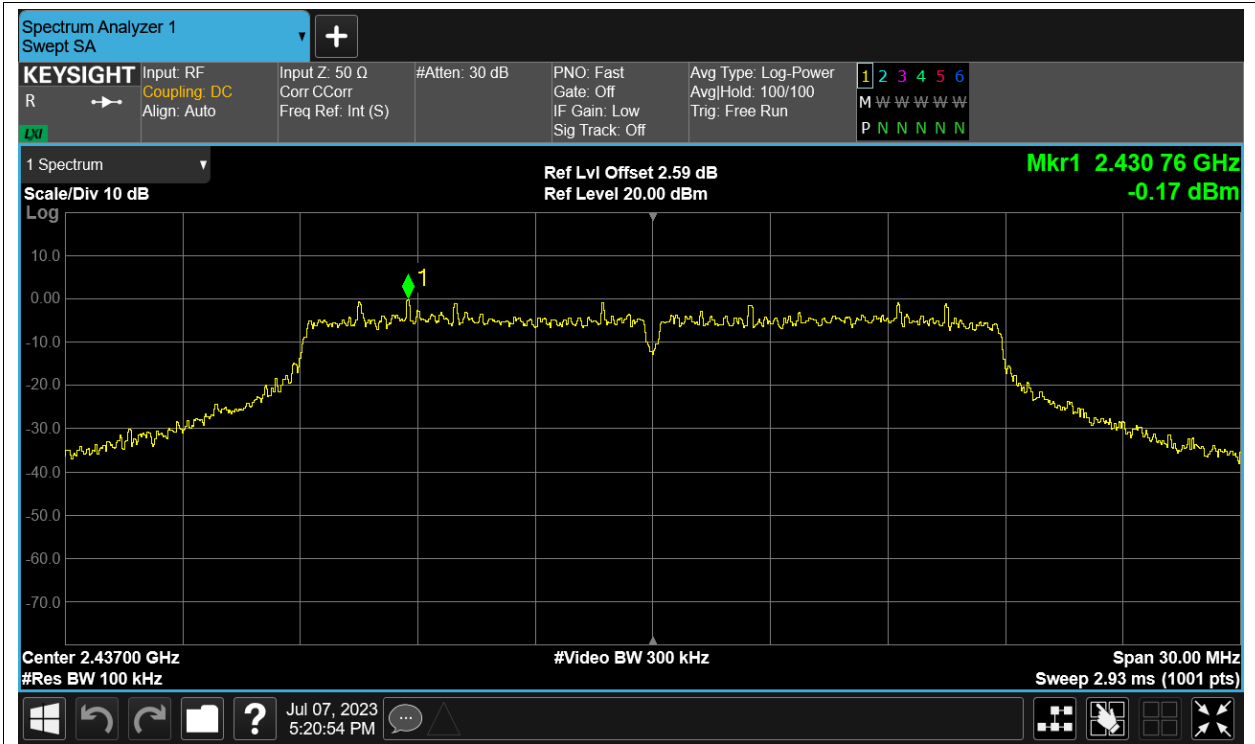 Spectrum Analyzer 1
Swept SA
+
KEYSIGHT
R
LXI
Input: RF
Coupling: DC
Align: Auto
Input Z: 50 Ω
Corr CCorr
Freq Ref: Int (S)
#Atten: 30 dB
PNO: Fast
Gate: Off
IF Gain: Low
Sig Track: Off
Avg Type: Log-Power
Avg|Hold: 100/100
Trig: Free Run
1 2 3 4 5 6
M W W W W W
P N N N N N
1 Spectrum
Scale/Div 10 dB
Log
Ref Lvl Offset 2.59 dB
Ref Level 20.00 dBm
Mkr1 2.430 76 GHz
-0.17 dBm
10.0
0.00
-10.0
-20.0
-30.0
-40.0
-50.0
-60.0
-70.0
1
Center 2.43700 GHz
#Res BW 100 kHz
#Video BW 300 kHz
Span 30.00 MHz
Sweep 2.93 ms (1001 pts)
?
Jul 07, 2023
5:20:54 PM